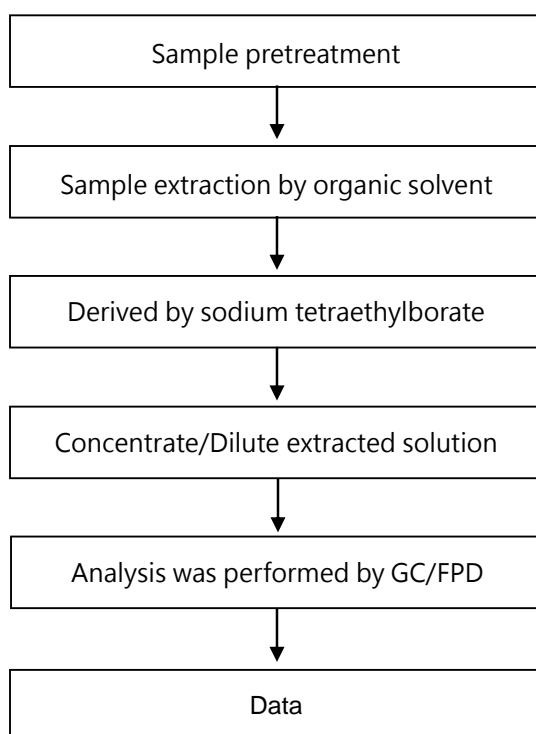 Sample pretreatment
Sample extraction by organic solvent
Derived by sodium tetraethylborate
Concentrate/Dilute extracted solution
Analysis was performed by GC/FPD
Data